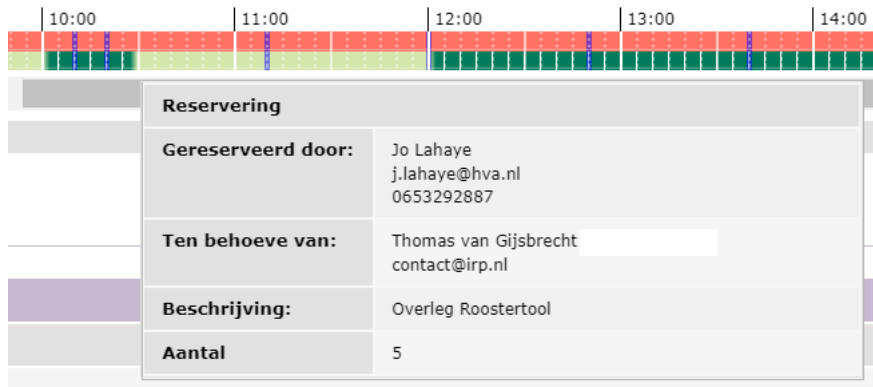 10:00 11:00 12:00 13:00 14:00
Reservering
Gereserveerd door: Jo Lahaye
j.lahaye@hva.nl
0653292887
Ten behoeve van: Thomas van Gijsbrecht
contact@irp.nl
Beschrijving: Overleg Roostertool
Aantal 5